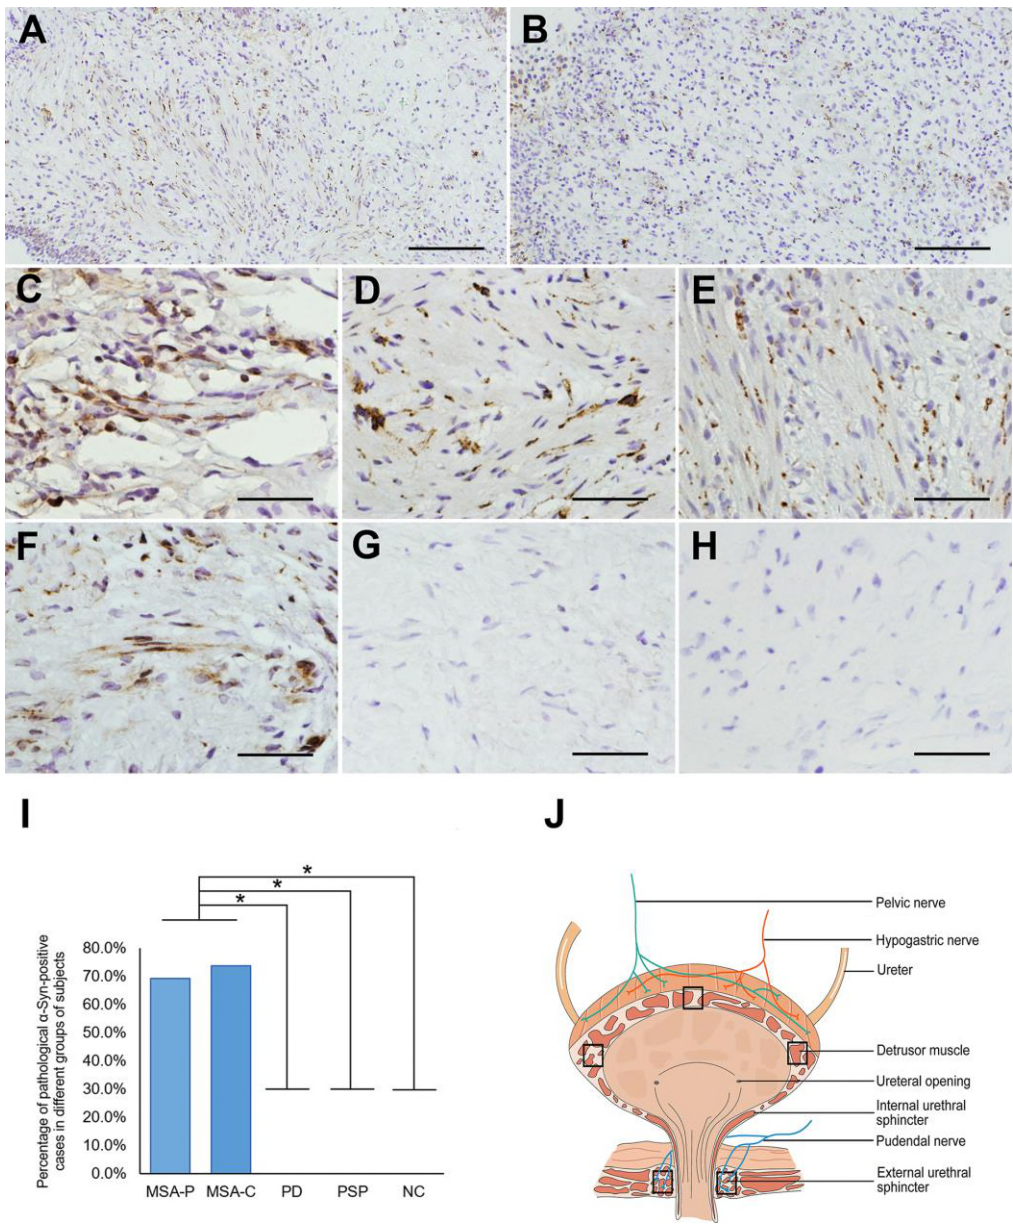 A
B
C
D
E
F
G
H
I
J
Percentage of pathological α-Syn-positive
cases in different groups of subjects
80.0%
70.0%
60.0%
50.0%
40.0%
30.0%
20.0%
10.0%
0.0%
*
*
*
MSA-P MSA-C PD PSP NC
Pelvic nerve
Hypogastric nerve
Ureter
Detrusor muscle
Ureteral opening
Internal urethral
sphincter
Pudendal nerve
External urethral
sphincter